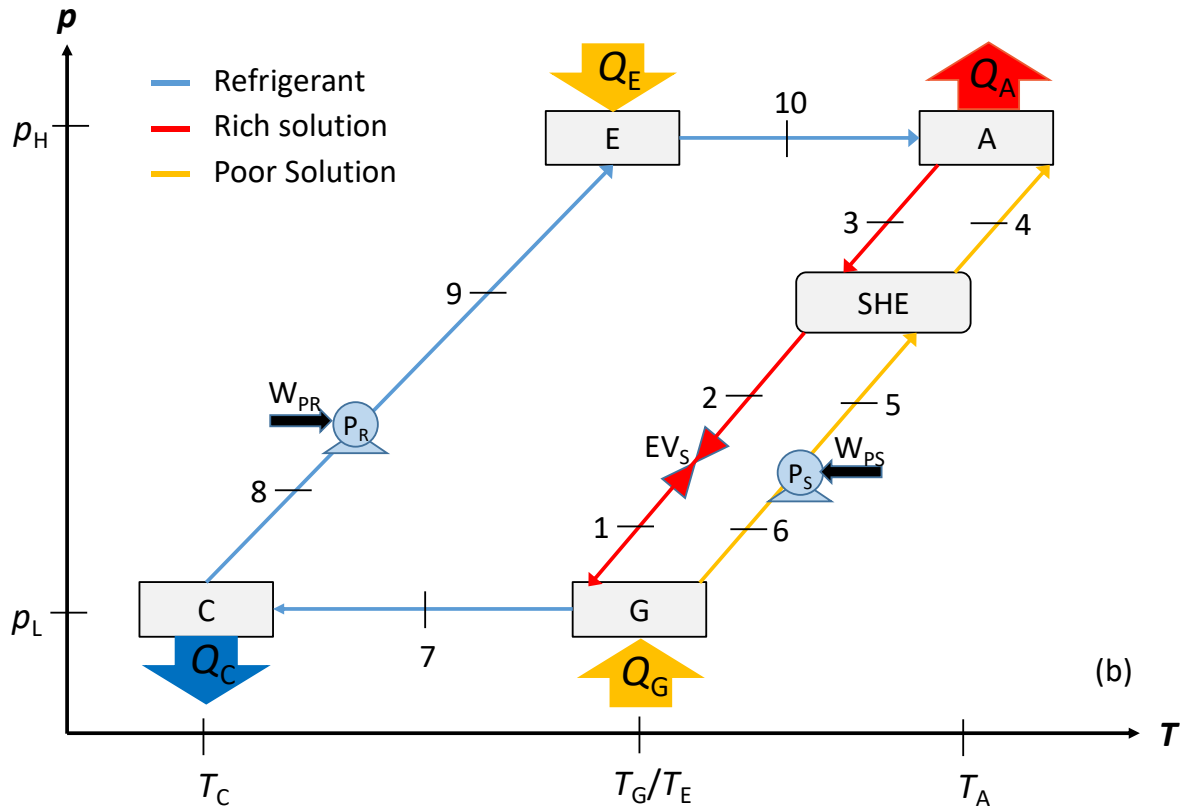 p
Refrigerant
Rich solution
Poor Solution
Q_E
Q_A
p_H
E
10
A
3
4
SHE
9
2
5
W_PR
P_R
EV_S
P_S
W_PS
8
1
6
C
G
p_L
7
Q_C
Q_G
(b)
T
T_C
T_G/T_E
T_A